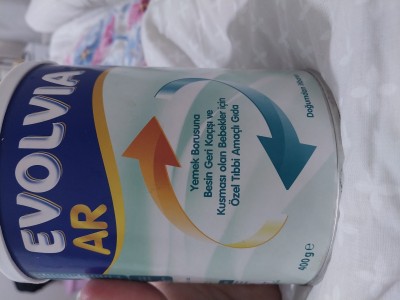 EVOLVIA
AR
Yemek Borusuna
Besin Geri Kaçışı ve
Kusması olan Bebekler için
Özel Tıbbi Amaçlı Gıda
Doğumdan
400 g e